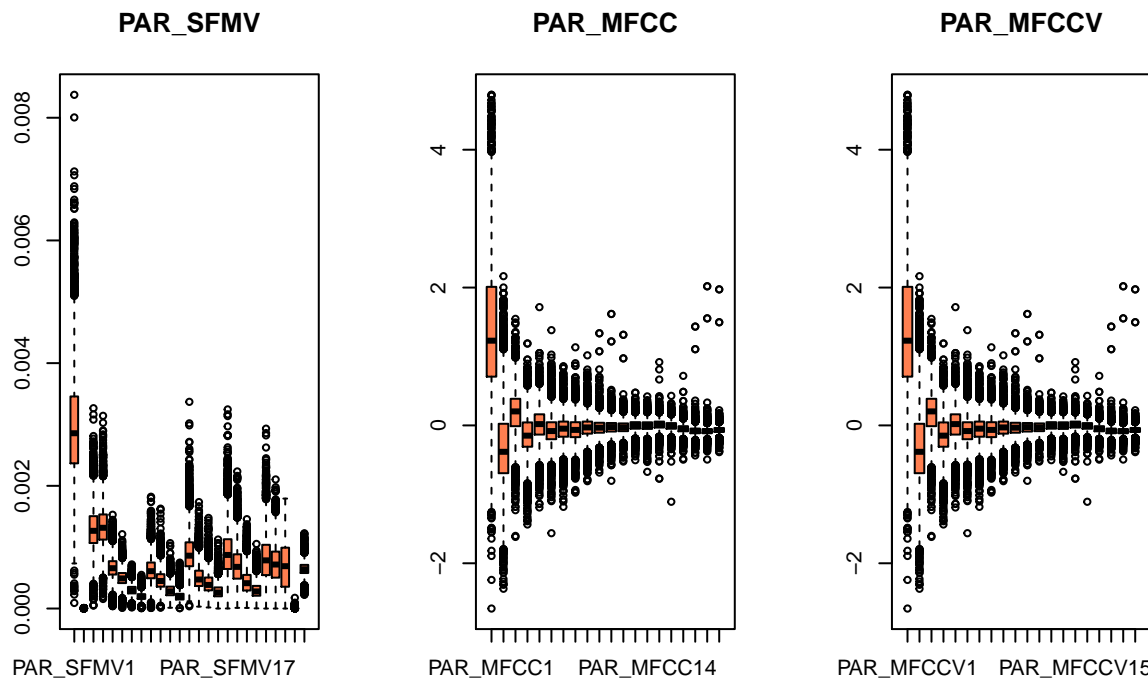 PAR_SFMV
0.000
0.002
0.004
0.006
0.008
PAR_SFMV1
PAR_SFMV17
PAR_MFCC
−2
0
2
4
PAR_MFCC1
PAR_MFCC14
PAR_MFCCV
−2
0
2
4
PAR_MFCCV1
PAR_MFCCV15